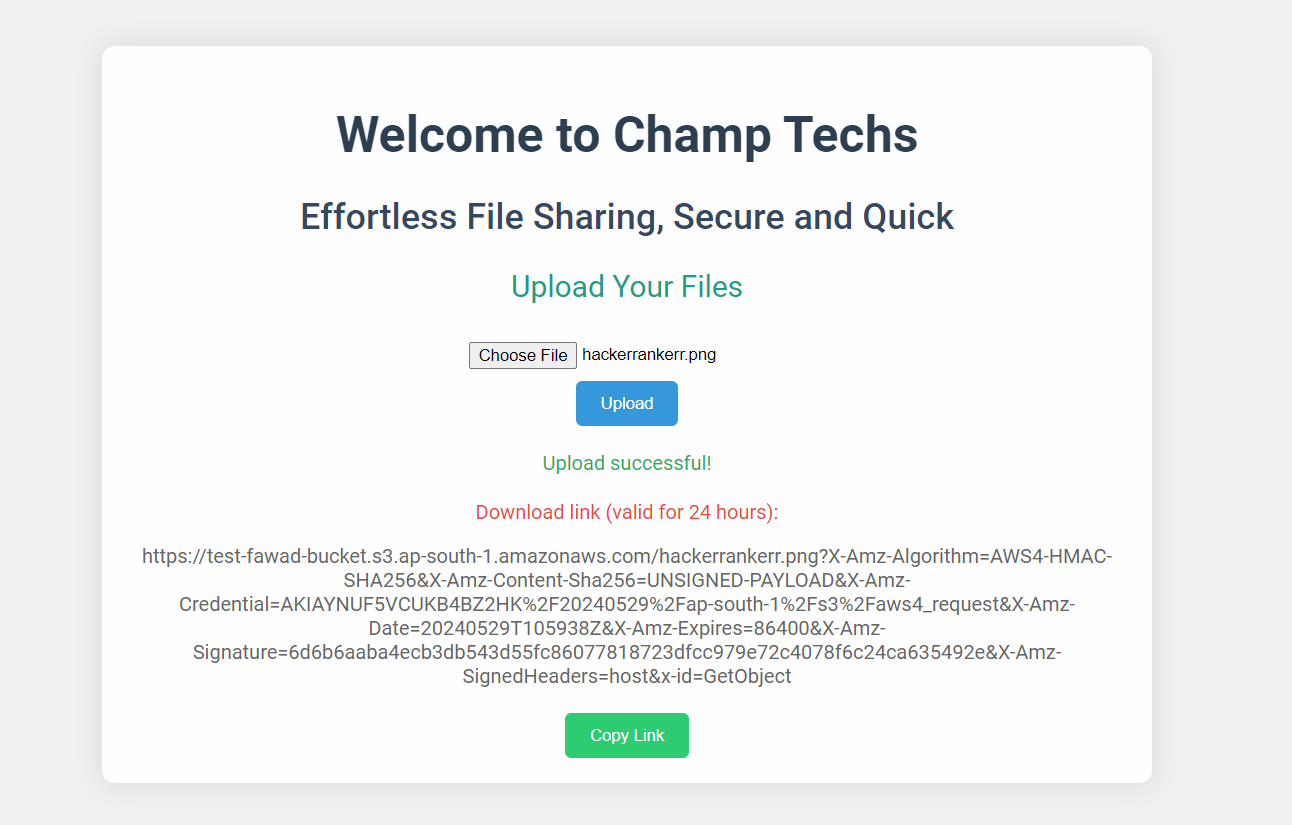 Welcome to Champ Techs
Effortless File Sharing, Secure and Quick
Upload Your Files
Choose File hackerrankerr.png
Upload
Upload successful!
Download link (valid for 24 hours):
https://test-fawad-bucket.s3.ap-south-1.amazonaws.com/hackerrankerr.png?X-Amz-Algorithm=AWS4-HMAC-
SHA256&X-Amz-Content-Sha256=UNSIGNED-PAYLOAD&X-Amz-
Credential=AKIAYNUF5VCUKB4BZ2HK%2F20240529%2Fap-south-1%2Fs3%2Faws4_request&X-Amz-
Date=20240529T105938Z&X-Amz-Expires=86400&X-Amz-
Signature=6d6b6aaba4ecb3db543d55fc86077818723dfcc979e72c4078f6c24ca635492e&X-Amz-
SignedHeaders=host&x-id=GetObject
Copy Link